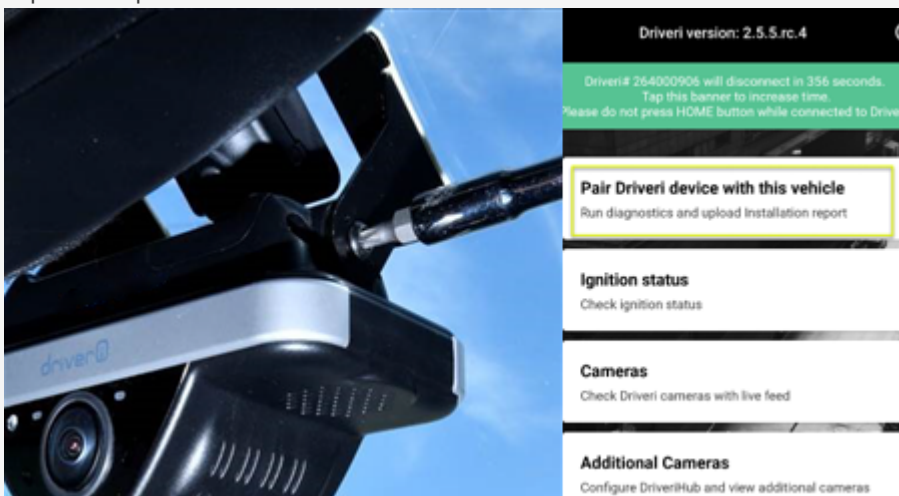 driveri
Driveri version: 2.5.5.rc.4
Driveri# 264000906 will disconnect in 356 seconds.
Tap this banner to increase time.
Please do not press HOME button while connected to Drive
Pair Driveri device with this vehicle
Run diagnostics and upload Installation report
Ignition status
Check ignition status
Cameras
Check Driveri cameras with live feed
Additional Cameras
Configure DriveriHub and view additional cameras